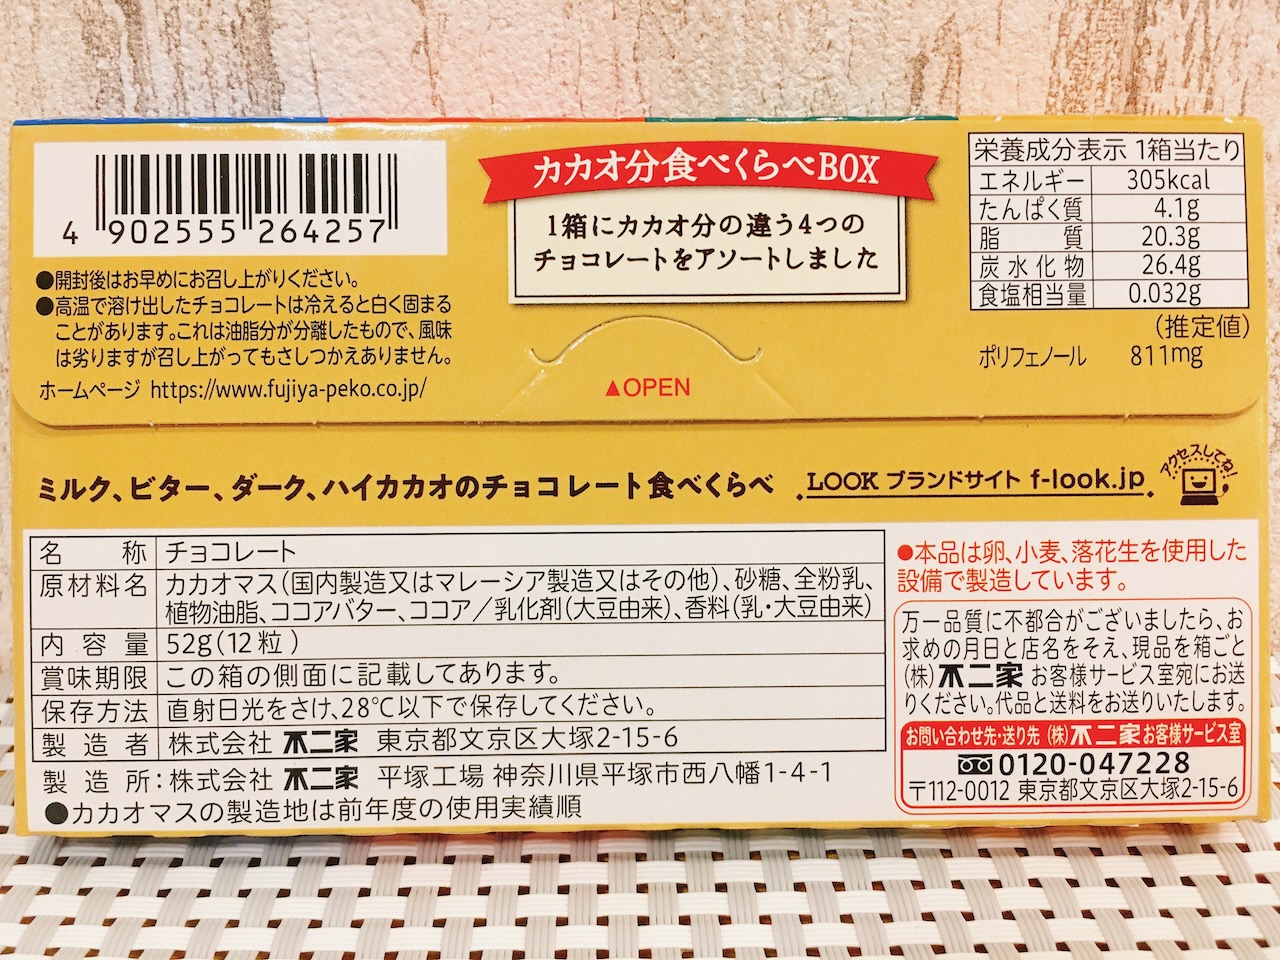 4 902555 264257
●開封後はお早めにお召し上がりください。
●高温で溶け出したチョコレートは冷えると白く固まる
ことがあります。これは油脂分が分離したもので、風味
は劣りますが召し上がってもさしつかえありません。
ホームページ https://www.fujiya-peko.co.jp/
カカオ分食べくらべBOX
1箱にカカオ分の違う4つの
チョコレートをアソートしました
▲OPEN
栄養成分表示 1箱当たり
エネルギー 305kcal
たんぱく質 4.1g
脂質 20.3g
炭水化物 26.4g
食塩相当量 0.032g
(推定値)
ポリフェノール 811mg
ミルク、ビター、ダーク、ハイカカオのチョコレート食べくらべ
LOOK ブランドサイト f-look.jp
アクセスしてね!
名称 チョコレート
原材料名 カカオマス(国内製造又はマレーシア製造又はその他)、砂糖、全粉乳、
植物油脂、ココアバター、ココア/乳化剤(大豆由来)、香料(乳・大豆由来)
内容量 52g(12粒)
賞味期限 この箱の側面に記載してあります。
保存方法 直射日光をさけ、28℃以下で保存してください。
製造者 株式会社 不二家 東京都文京区大塚2-15-6
製造所:株式会社 不二家 平塚工場 神奈川県平塚市西八幡1-4-1
●カカオマスの製造地は前年度の使用実績順
●本品は卵、小麦、落花生を使用した
設備で製造しています。
万一品質に不都合がございましたら、お
求めの月日と店名をそえ、現品を箱ごと
(株)不二家 お客様サービス室宛にお送
りください。代品と送料をお送りいたします。
お問い合わせ先・送り先 (株)不二家お客様サービス室
0120-047228
〒112-0012 東京都文京区大塚2-15-6